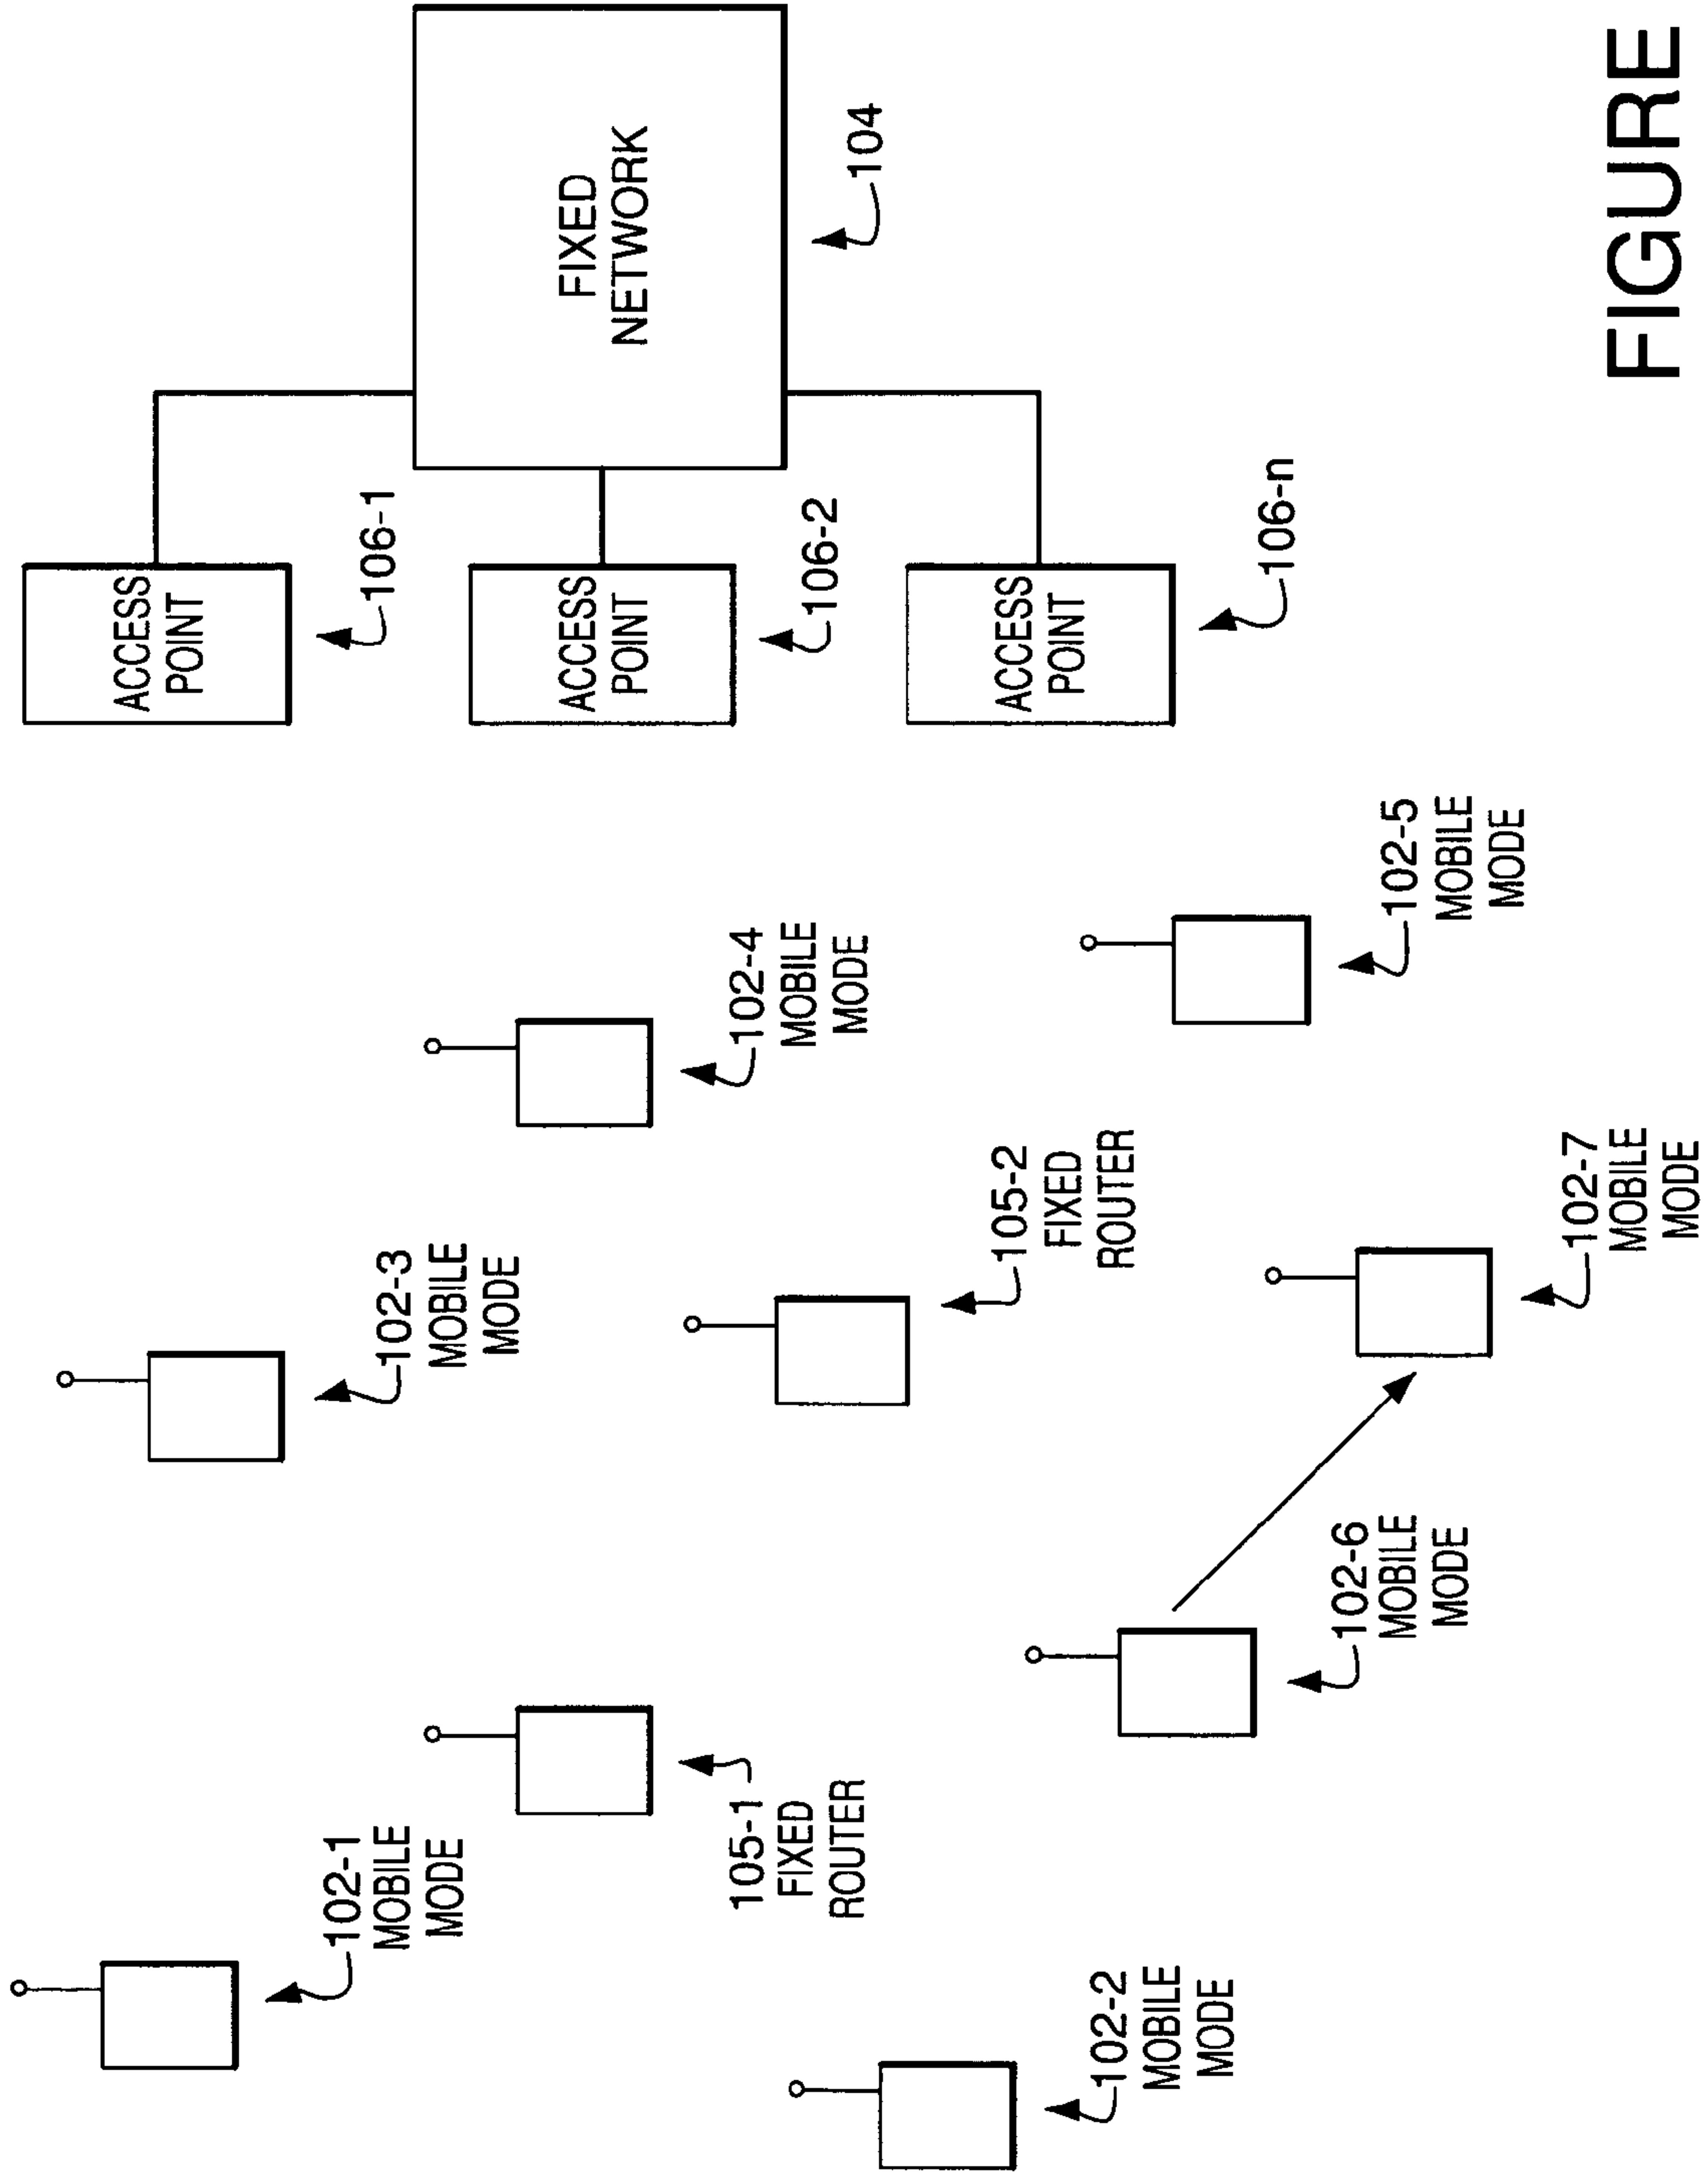 102-1
MOBILE
MODE
102-2
MOBILE
MODE
105-1
FIXED
ROUTER
102-3
MOBILE
MODE
102-6
MOBILE
MODE
105-2
FIXED
ROUTER
102-4
MOBILE
MODE
102-7
MOBILE
MODE
102-5
MOBILE
MODE
ACCESS
POINT
106-1
ACCESS
POINT
106-2
ACCESS
POINT
106-n
FIXED
NETWORK
104
FIGURE